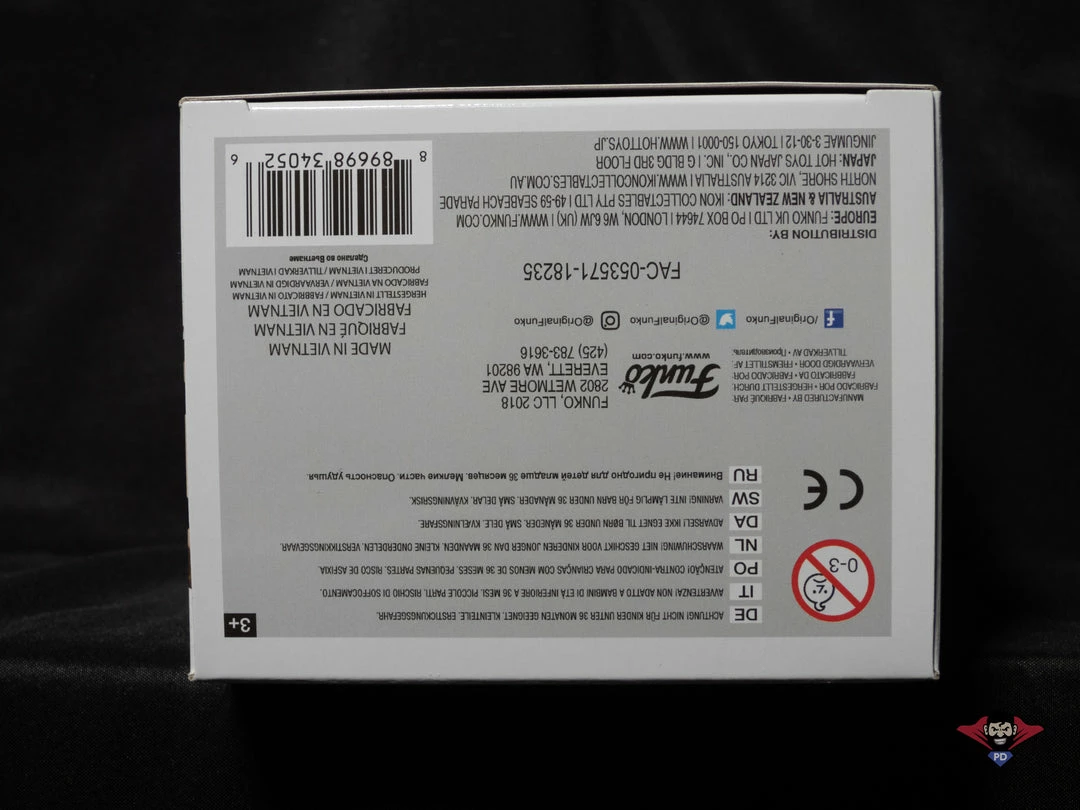 DE ACHTUNG! NICHT FÜR KINDER UNTER 36 MONATEN GEEIGNET. KLEINTEILE. ERSTICKUNGSGEFAHR.
IT AVVERTENZA! NON ADATTO A BAMBINI DI ETÀ INFERIORE A 36 MESI. PICCOLE PARTI. RISCHIO DI SOFFOCAMENTO.
PO ATENÇÃO! CONTRA-INDICADO PARA CRIANÇAS COM MENOS DE 36 MESES. PEQUENAS PARTES. RISCO DE ASFIXIA.
NL WAARSCHUWING! NIET GESCHIKT VOOR KINDEREN JONGER DAN 36 MAANDEN. KLEINE ONDERDELEN. VERSTIKKINGSGEVAAR.
DA ADVARSEL! IKKE EGNET TIL BØRN UNDER 36 MÅNEDER. SMÅ DELE. KVÆLNINGSFARE.
SW VARNING! INTE LÄMPLIG FÖR BARN UNDER 36 MÅNADER. SMÅ DELAR. KVÄVNINGSRISK.
RU Внимание! Не пригодно для детей младше 36 месяцев. Мелкие части. Опасность удушья.
3+
0-3
CE
MANUFACTURED BY • FABRIQUÉ PAR:
FABRICADO POR • HERGESTELLT DURCH:
FABBRICATO DA • FABRICADO POR:
VERVAARDIGD DOOR • FREMSTILLET AF:
TILLVERKAD AV • Производитель:
Funko
www.funko.com
FUNKO, LLC 2018
2802 WETMORE AVE
EVERETT, WA 98201
(425) 783-3616
/OriginalFunko @OriginalFunko @OriginalFunko
FAC-053571-18235
DISTRIBUTION BY:
EUROPE: FUNKO UK LTD | PO BOX 74644 | LONDON, W6 6JW (UK) | WWW.FUNKO.COM
AUSTRALIA & NEW ZEALAND: IKON COLLECTABLES PTY LTD | 49-59 SEABEACH PARADE
NORTH SHORE, VIC 3214 AUSTRALIA | WWW.IKONCOLLECTABLES.COM.AU
JAPAN: HOT TOYS JAPAN CO., INC. | G BLDG 3RD FLOOR
JINGUMAE 3-30-12 | TOKYO 150-0001 | WWW.HOTTOYS.JP
MADE IN VIETNAM
FABRIQUÉ EN VIETNAM
FABRICADO EN VIETNAM
HERGESTELLT IN VIETNAM / FABBRICATO IN VIETNAM
FABRICADO NA VIETNAM / VERVAARDIGD IN VIETNAM
PRODUCERET I VIETNAM / TILLVERKAD I VIETNAM
Сделано во Вьетнаме
8 89698 34052 6
PD